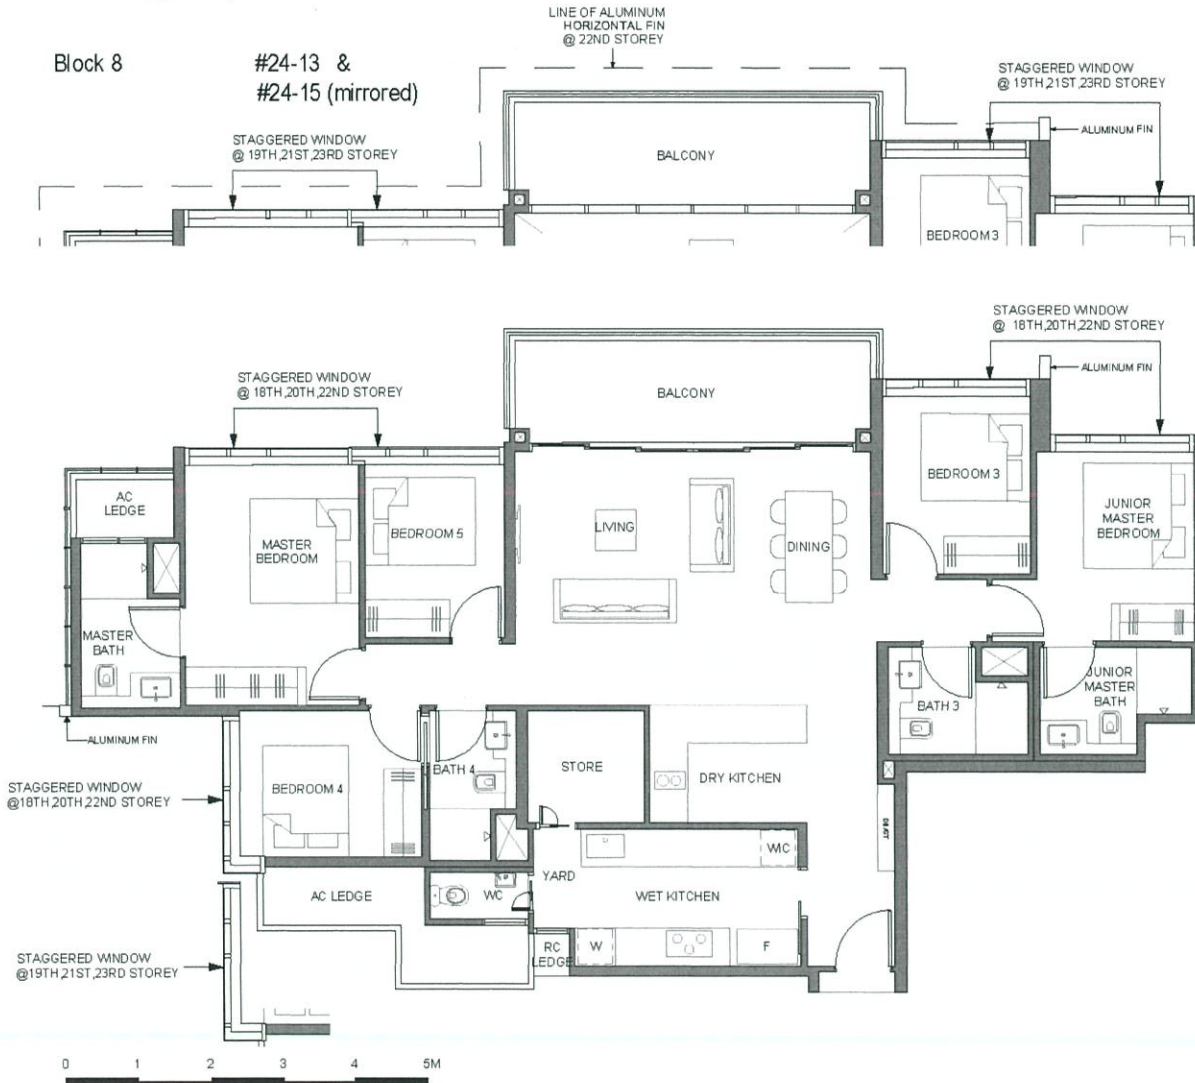 LINE OF ALUMINUM
HORIZONTAL FIN
@ 22ND STOREY
Block 8
#24-13 &
#24-15 (mirrored)
STAGGERED WINDOW
@ 19TH,21ST,23RD STOREY
STAGGERED WINDOW
@ 19TH,21ST,23RD STOREY
ALUMINUM FIN
BALCONY
BEDROOM 3
STAGGERED WINDOW
@ 18TH,20TH,22ND STOREY
STAGGERED WINDOW
@ 18TH,20TH,22ND STOREY
ALUMINUM FIN
BALCONY
AC
LEDGE
MASTER
BEDROOM
BEDROOM 5
LIVING
DINING
BEDROOM 3
JUNIOR
MASTER
BEDROOM
MASTER
BATH
BATH 3
JUNIOR
MASTER
BATH
ALUMINUM FIN
STAGGERED WINDOW
@18TH,20TH,22ND STOREY
BEDROOM 4
BATH 4
STORE
DRY KITCHEN
DB/GT
W/C
YARD
AC LEDGE
WC
WET KITCHEN
RC
LEDGE
W
F
STAGGERED WINDOW
@19TH,21ST,23RD STOREY
0 1 2 3 4 5M